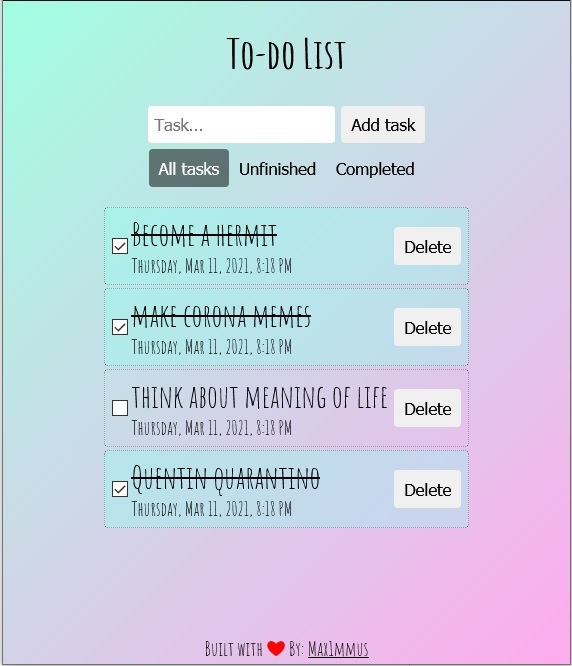 To-do List
Task...
Add task
All tasks Unfinished Completed
Become a hermit
Thursday, Mar 11, 2021, 8:18 PM
Delete
make corona memes
Thursday, Mar 11, 2021, 8:18 PM
Delete
think about meaning of life
Thursday, Mar 11, 2021, 8:18 PM
Delete
Quentin quarantino
Thursday, Mar 11, 2021, 8:18 PM
Delete
Built with ❤ By: Max1mmus